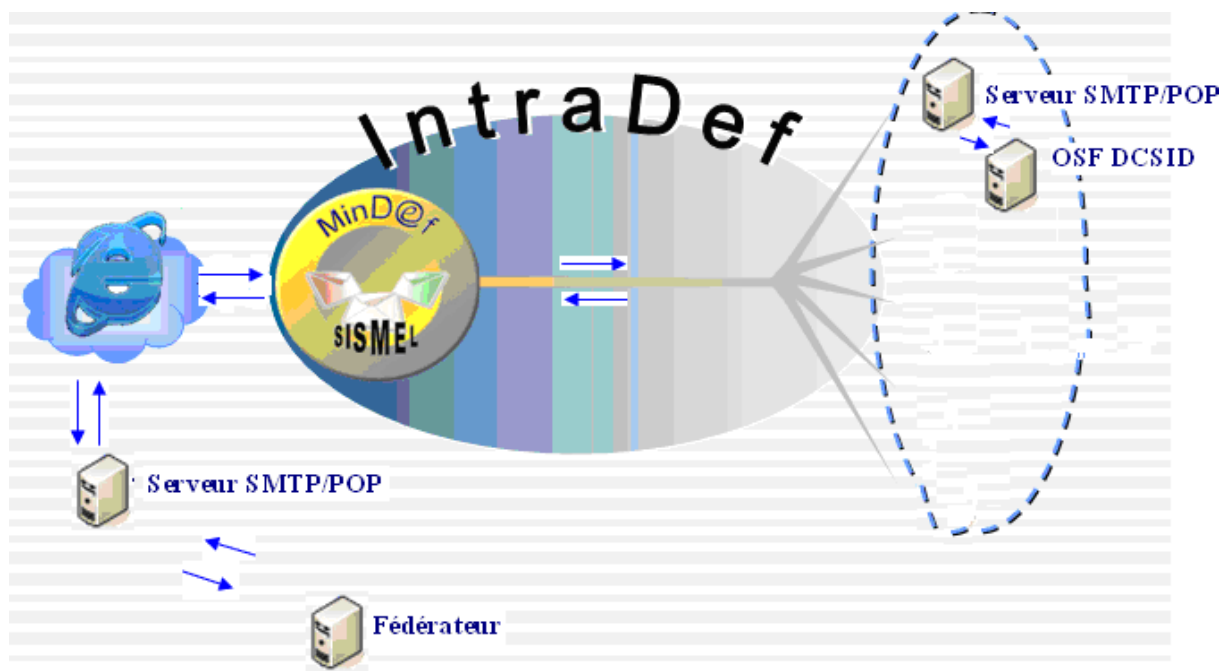 IntraDef
Serveur SMTP/POP
OSF DCSID
MinD@f
SISMEL
Serveur SMTP/POP
Fédérateur